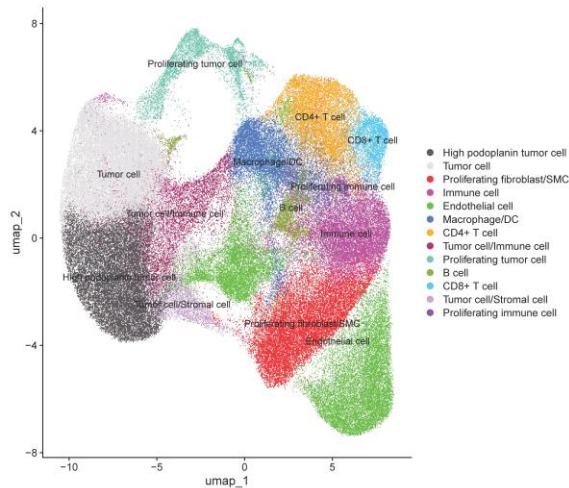 8
Proliferating tumor cell
CD4+ T cell
4
CD8+ T cell
Macrophage/DC
Tumor cell
Proliferating immune cell
B cell
Tumor cell/Immune cell
0
Immune cell
High podoplanin tumor cell
Tumor cell/Stromal cell
Proliferating fibroblast/SMC
Endothelial cell
−4
−8
umap_2
−10
−5
0
5
umap_1
High podoplanin tumor cell
Tumor cell
Proliferating fibroblast/SMC
Immune cell
Endothelial cell
Macrophage/DC
CD4+ T cell
Tumor cell/Immune cell
Proliferating tumor cell
B cell
CD8+ T cell
Tumor cell/Stromal cell
Proliferating immune cell